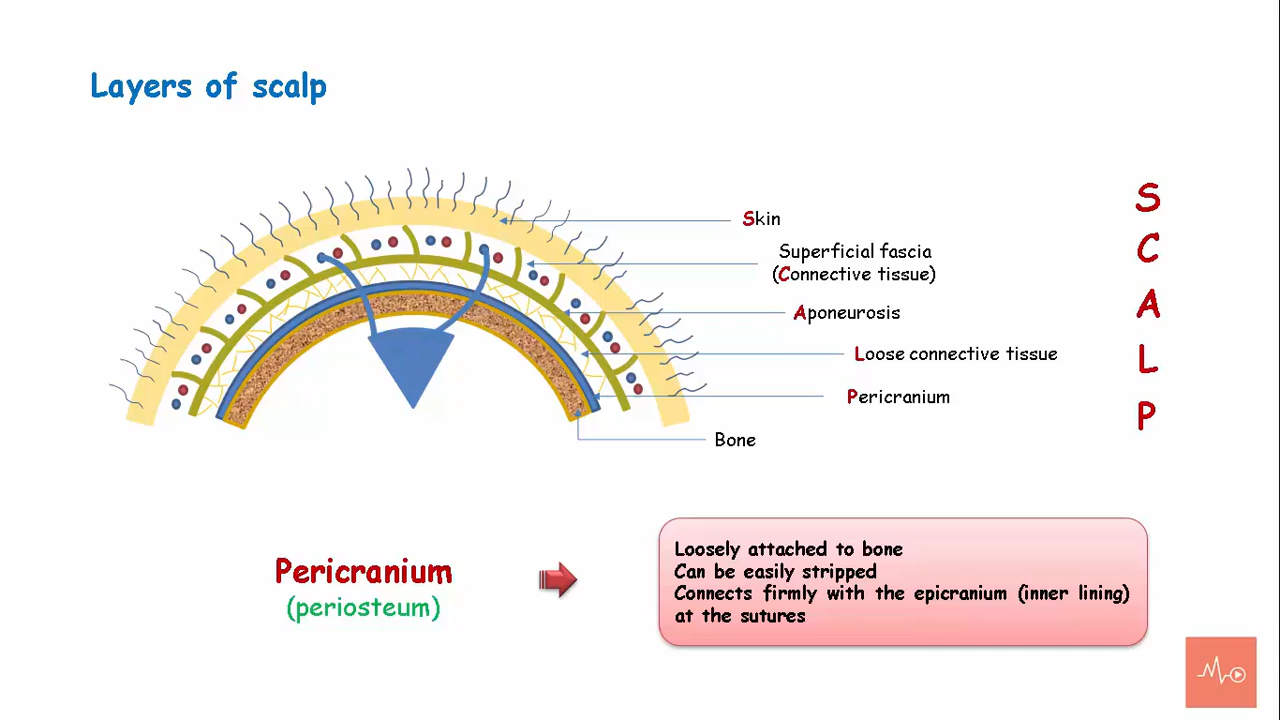 Layers of scalp
Skin
Superficial fascia
(Connective tissue)
Aponeurosis
Loose connective tissue
Pericranium
Bone
S
C
A
L
P
Pericranium
(periosteum)
Loosely attached to bone
Can be easily stripped
Connects firmly with the epicranium (inner lining)
at the sutures